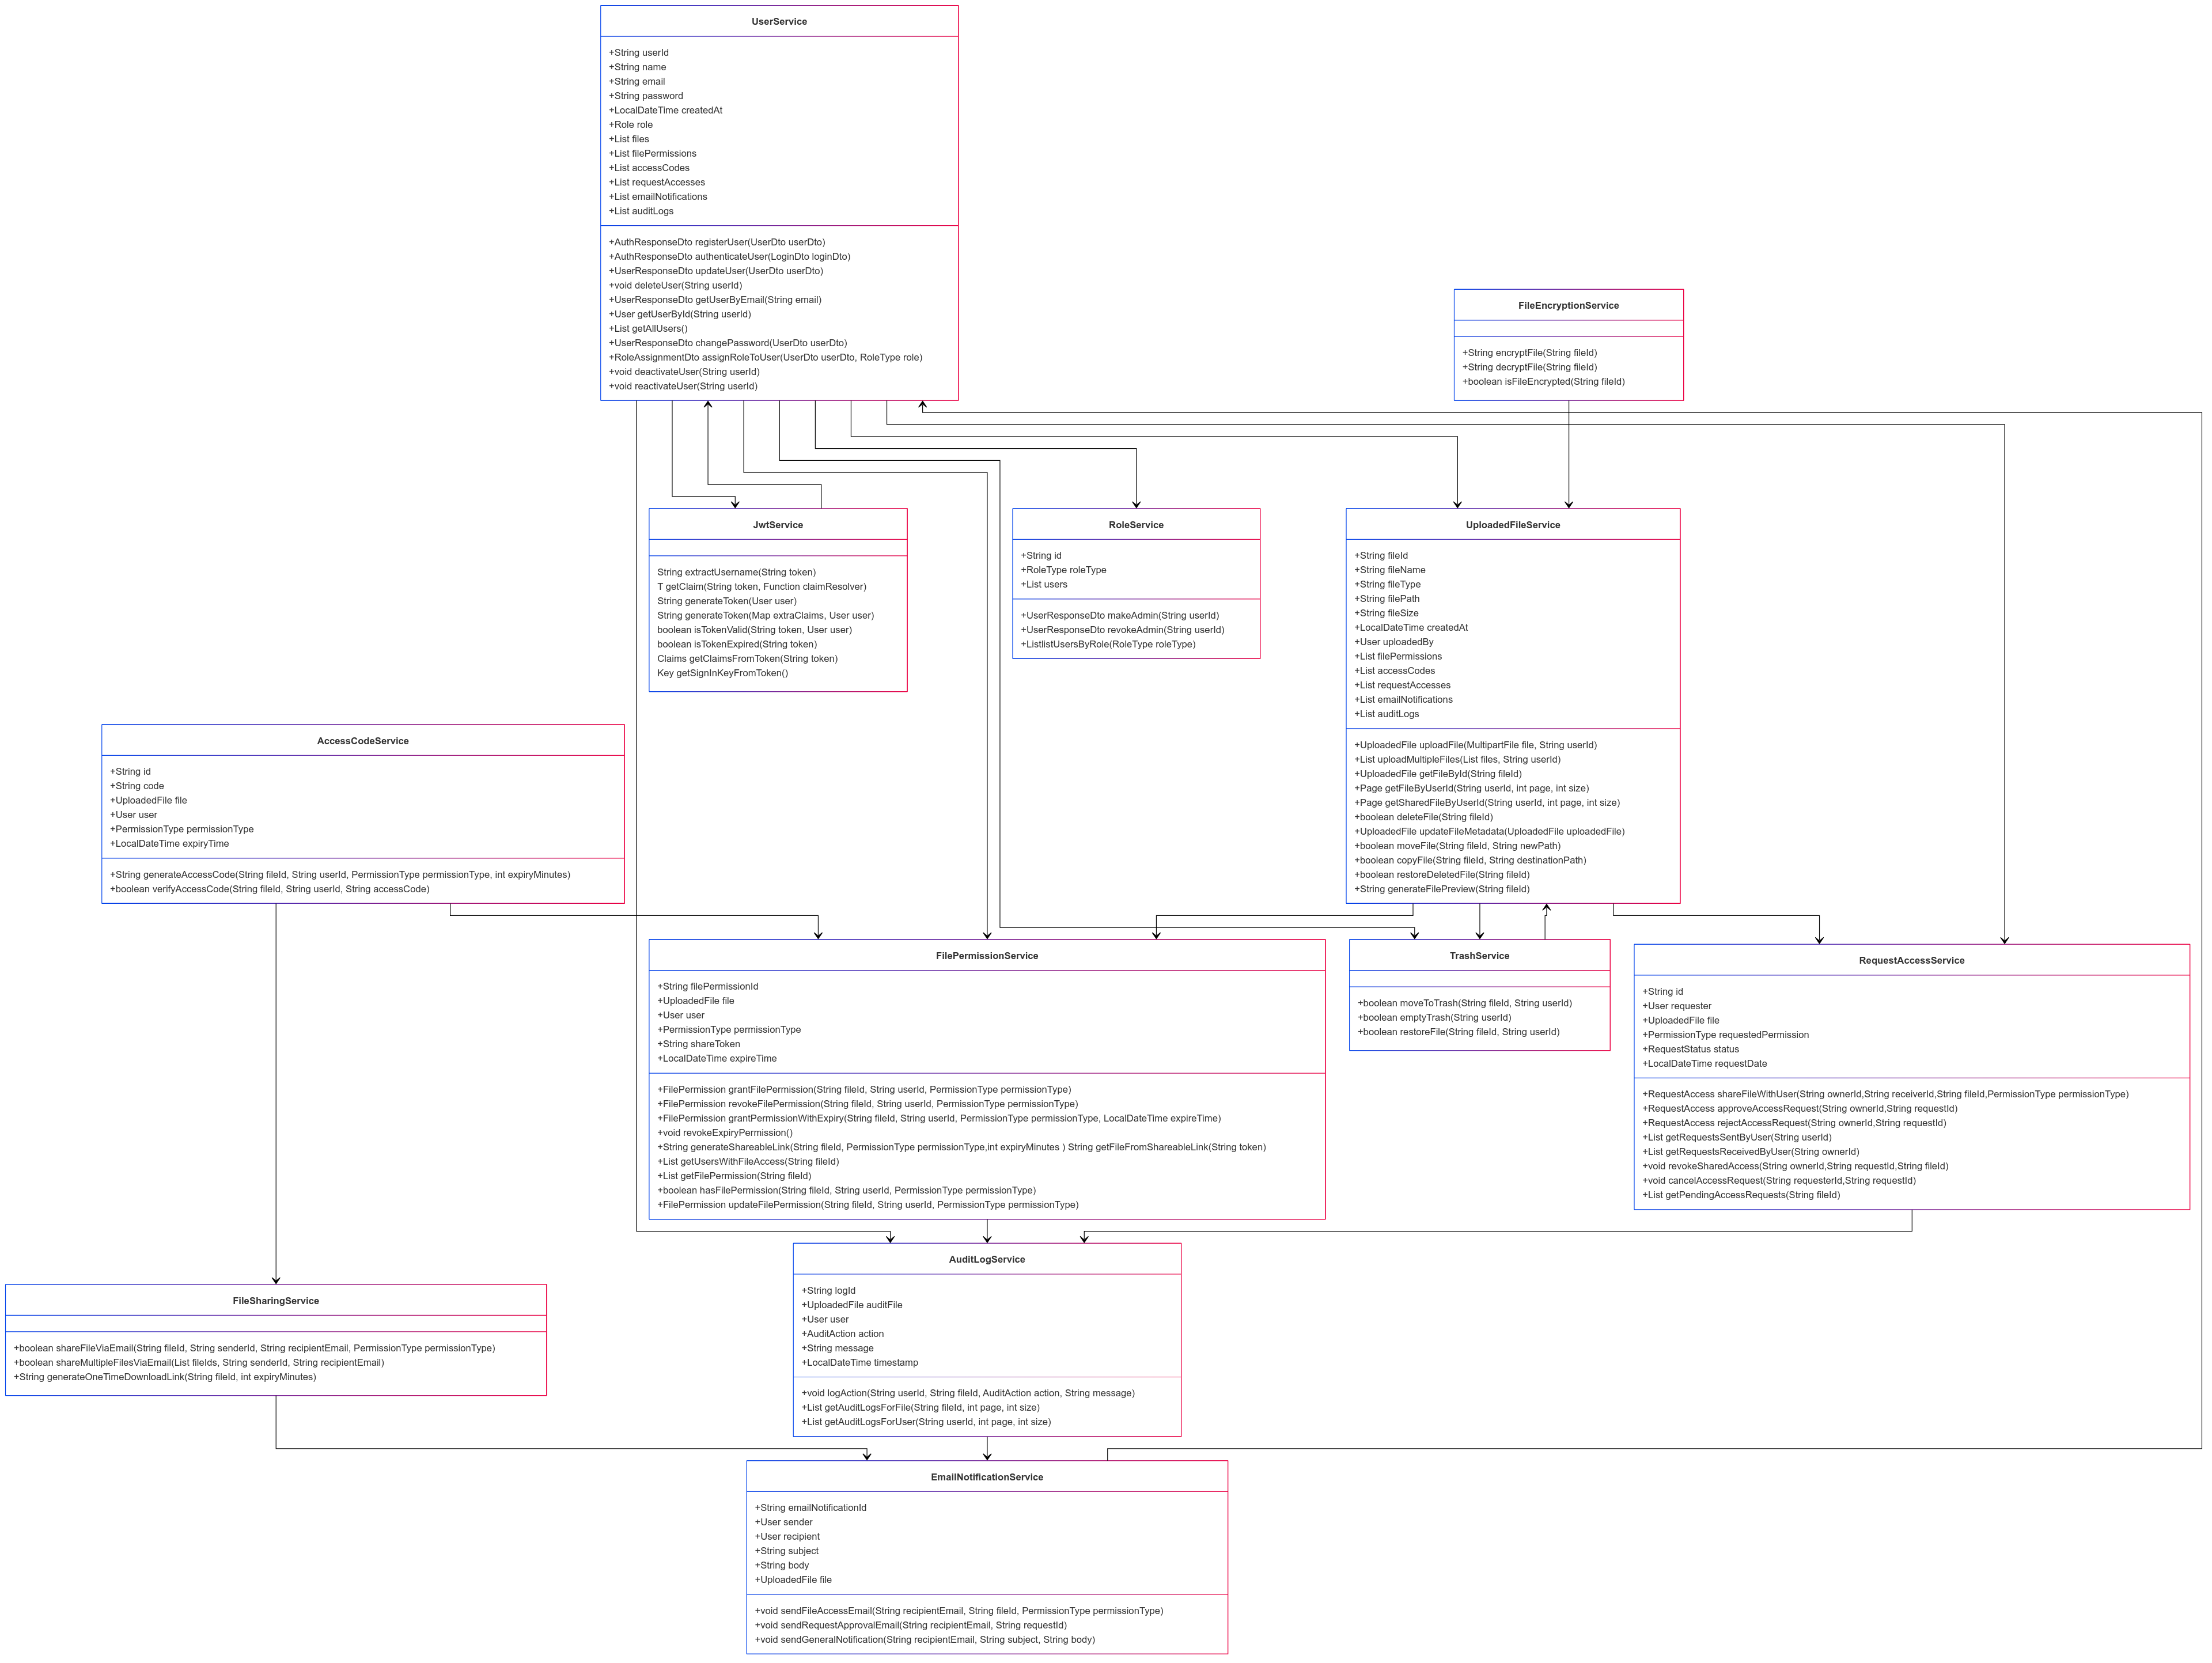 UserService
+String userId
+String name
+String email
+String password
+LocalDateTime createdAt
+Role role
+List files
+List filePermissions
+List accessCodes
+List requestAccesses
+List emailNotifications
+List auditLogs
+AuthResponseDto registerUser(UserDto userDto)
+AuthResponseDto authenticateUser(LoginDto loginDto)
+UserResponseDto updateUser(UserDto userDto)
+void deleteUser(String userId)
+UserResponseDto getUserByEmail(String email)
+User getUserById(String userId)
+List getAllUsers()
+UserResponseDto changePassword(UserDto userDto)
+RoleAssignmentDto assignRoleToUser(UserDto userDto, RoleType role)
+void deactivateUser(String userId)
+void reactivateUser(String userId)
FileEncryptionService
+String encryptFile(String fileId)
+String decryptFile(String fileId)
+boolean isFileEncrypted(String fileId)
JwtService
String extractUsername(String token)
T getClaim(String token, Function claimResolver)
String generateToken(User user)
String generateToken(Map extraClaims, User user)
boolean isTokenValid(String token, User user)
boolean isTokenExpired(String token)
Claims getClaimsFromToken(String token)
Key getSignInKeyFromToken()
RoleService
+String id
+RoleType roleType
+List users
+UserResponseDto makeAdmin(String userId)
+UserResponseDto revokeAdmin(String userId)
+ListlistUsersByRole(RoleType roleType)
UploadedFileService
+String fileId
+String fileName
+String fileType
+String filePath
+String fileSize
+LocalDateTime createdAt
+User uploadedBy
+List filePermissions
+List accessCodes
+List requestAccesses
+List emailNotifications
+List auditLogs
+UploadedFile uploadFile(MultipartFile file, String userId)
+List uploadMultipleFiles(List files, String userId)
+UploadedFile getFileById(String fileId)
+Page getFileByUserId(String userId, int page, int size)
+Page getSharedFileByUserId(String userId, int page, int size)
+boolean deleteFile(String fileId)
+UploadedFile updateFileMetadata(UploadedFile uploadedFile)
+boolean moveFile(String fileId, String newPath)
+boolean copyFile(String fileId, String destinationPath)
+boolean restoreDeletedFile(String fileId)
+String generateFilePreview(String fileId)
AccessCodeService
+String id
+String code
+UploadedFile file
+User user
+PermissionType permissionType
+LocalDateTime expiryTime
+String generateAccessCode(String fileId, String userId, PermissionType permissionType, int expiryMinutes)
+boolean verifyAccessCode(String fileId, String userId, String accessCode)
FilePermissionService
+String filePermissionId
+UploadedFile file
+User user
+PermissionType permissionType
+String shareToken
+LocalDateTime expireTime
+FilePermission grantFilePermission(String fileId, String userId, PermissionType permissionType)
+FilePermission revokeFilePermission(String fileId, String userId, PermissionType permissionType)
+FilePermission grantPermissionWithExpiry(String fileId, String userId, PermissionType permissionType, LocalDateTime expireTime)
+void revokeExpiryPermission()
+String generateShareableLink(String fileId, PermissionType permissionType,int expiryMinutes ) String getFileFromShareableLink(String token)
+List getUsersWithFileAccess(String fileId)
+List getFilePermission(String fileId)
+boolean hasFilePermission(String fileId, String userId, PermissionType permissionType)
+FilePermission updateFilePermission(String fileId, String userId, PermissionType permissionType)
TrashService
+boolean moveToTrash(String fileId, String userId)
+boolean emptyTrash(String userId)
+boolean restoreFile(String fileId, String userId)
RequestAccessService
+String id
+User requester
+UploadedFile file
+PermissionType requestedPermission
+RequestStatus status
+LocalDateTime requestDate
+RequestAccess shareFileWithUser(String ownerId,String receiverId,String fileId,PermissionType permissionType)
+RequestAccess approveAccessRequest(String ownerId,String requestId)
+RequestAccess rejectAccessRequest(String ownerId,String requestId)
+List getRequestsSentByUser(String userId)
+List getRequestsReceivedByUser(String ownerId)
+void revokeSharedAccess(String ownerId,String requestId,String fileId)
+void cancelAccessRequest(String requesterId,String requestId)
+List getPendingAccessRequests(String fileId)
AuditLogService
+String logId
+UploadedFile auditFile
+User user
+AuditAction action
+String message
+LocalDateTime timestamp
+void logAction(String userId, String fileId, AuditAction action, String message)
+List getAuditLogsForFile(String fileId, int page, int size)
+List getAuditLogsForUser(String userId, int page, int size)
FileSharingService
+boolean shareFileViaEmail(String fileId, String senderId, String recipientEmail, PermissionType permissionType)
+boolean shareMultipleFilesViaEmail(List fileIds, String senderId, String recipientEmail)
+String generateOneTimeDownloadLink(String fileId, int expiryMinutes)
EmailNotificationService
+String emailNotificationId
+User sender
+User recipient
+String subject
+String body
+UploadedFile file
+void sendFileAccessEmail(String recipientEmail, String fileId, PermissionType permissionType)
+void sendRequestApprovalEmail(String recipientEmail, String requestId)
+void sendGeneralNotification(String recipientEmail, String subject, String body)